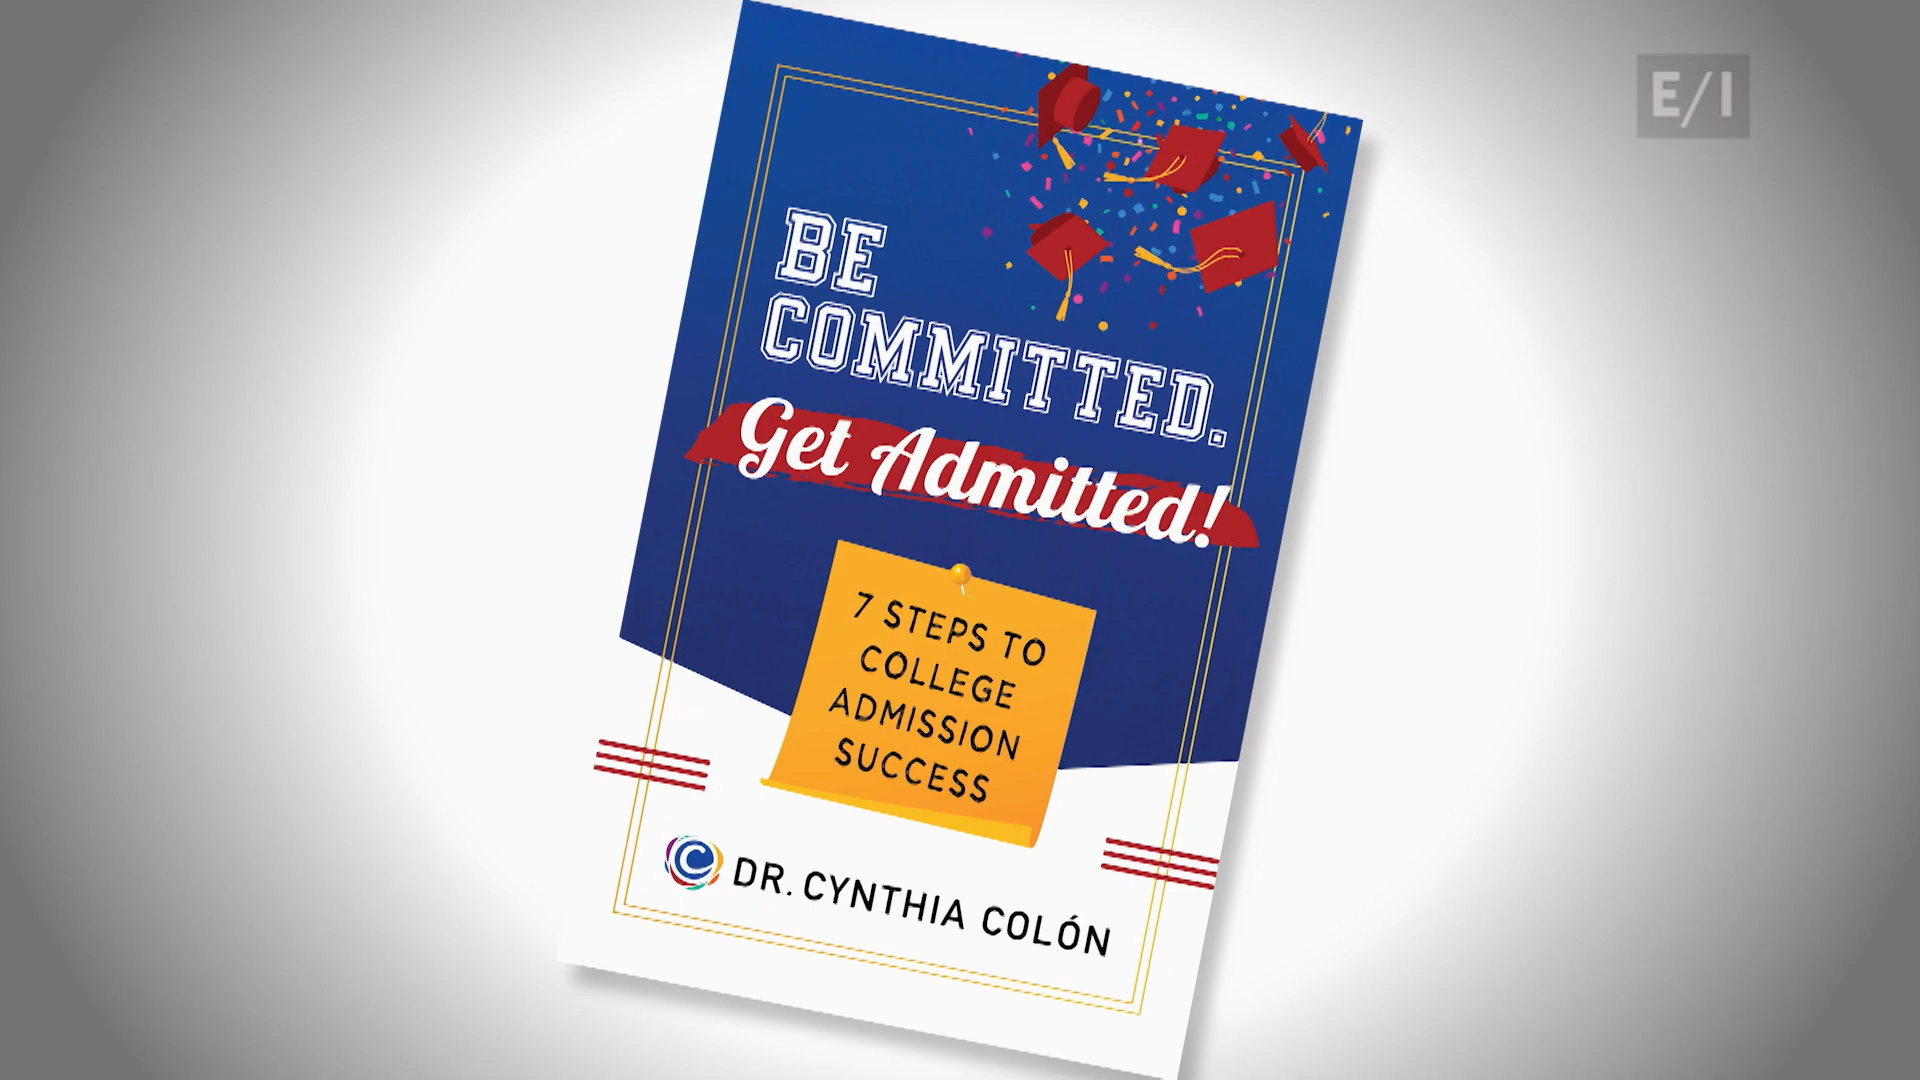 E/I
BE
COMMITTED.
Get Admitted!
7 STEPS TO
COLLEGE
ADMISSION
SUCCESS
C DR. CYNTHIA COLÓN